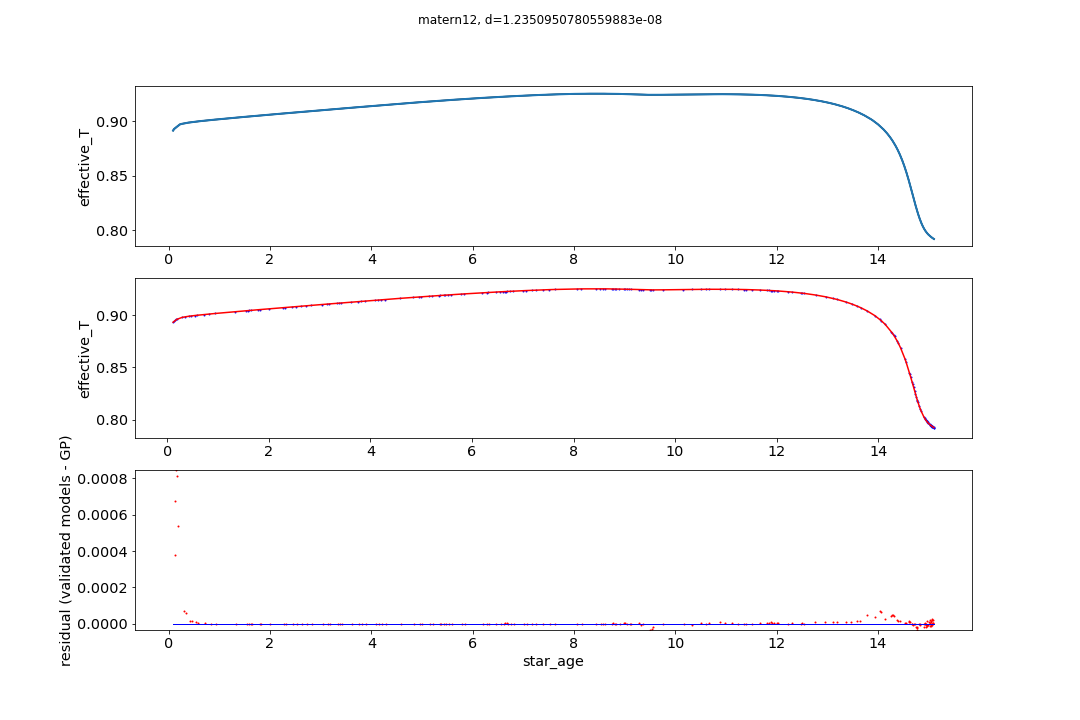 matern12, d=1.2350950780559883e-08
effective_T
0.90
0.85
0.80
0 2 4 6 8 10 12 14
effective_T
0.90
0.85
0.80
0 2 4 6 8 10 12 14
residual (validated models - GP)
0.0008
0.0006
0.0004
0.0002
0.0000
0 2 4 6 8 10 12 14
star_age